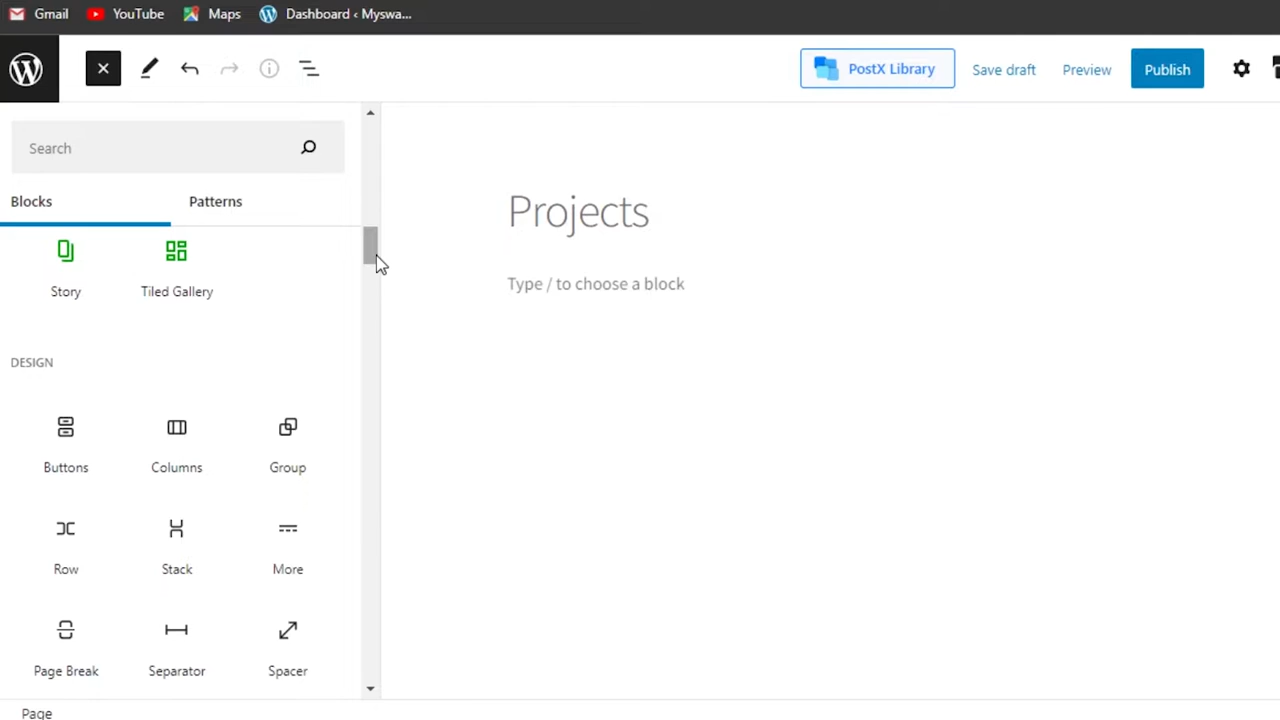 Gmail YouTube Maps Dashboard ‹ Myswa...
PostX Library Save draft Preview Publish
Search
Blocks Patterns
Projects
Type / to choose a block
Story Tiled Gallery
DESIGN
Buttons Columns Group
Row Stack More
Page Break Separator Spacer
Page